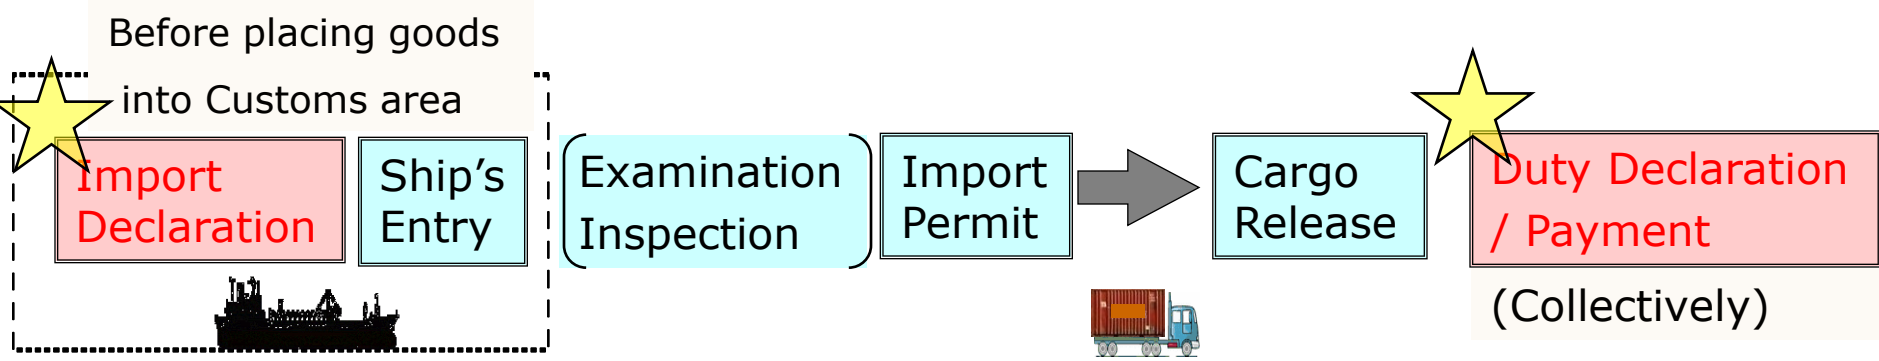 Before placing goods
into Customs area
Import
Declaration
Ship’s
Entry
Examination
Inspection
Import
Permit
Cargo
Release
Duty Declaration
/ Payment
(Collectively)